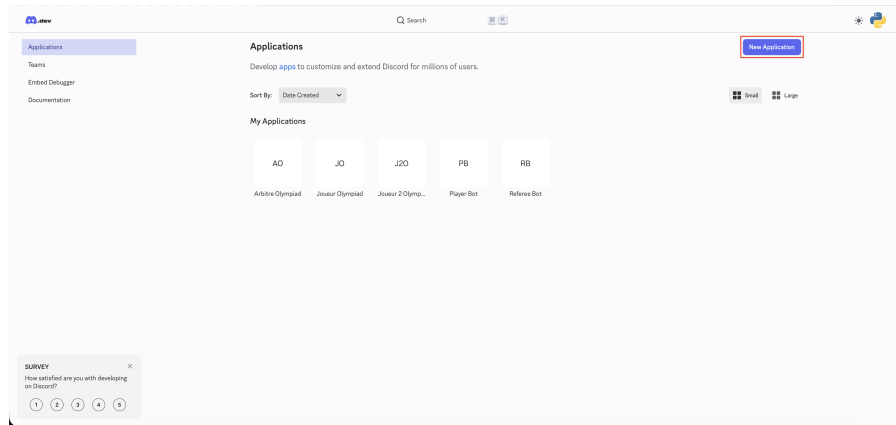 .dev
Search
⌘ K
Applications
Teams
Embed Debugger
Documentation
Applications
New Application
Develop apps to customize and extend Discord for millions of users.
Sort By: Date Created
Small Large
My Applications
AO JO J2O PB RB
Arbitre Olympiad Joueur Olympiad Joueur 2 Olymp... Player Bot Referee Bot
SURVEY
How satisfied are you with developing
on Discord?
1 2 3 4 5